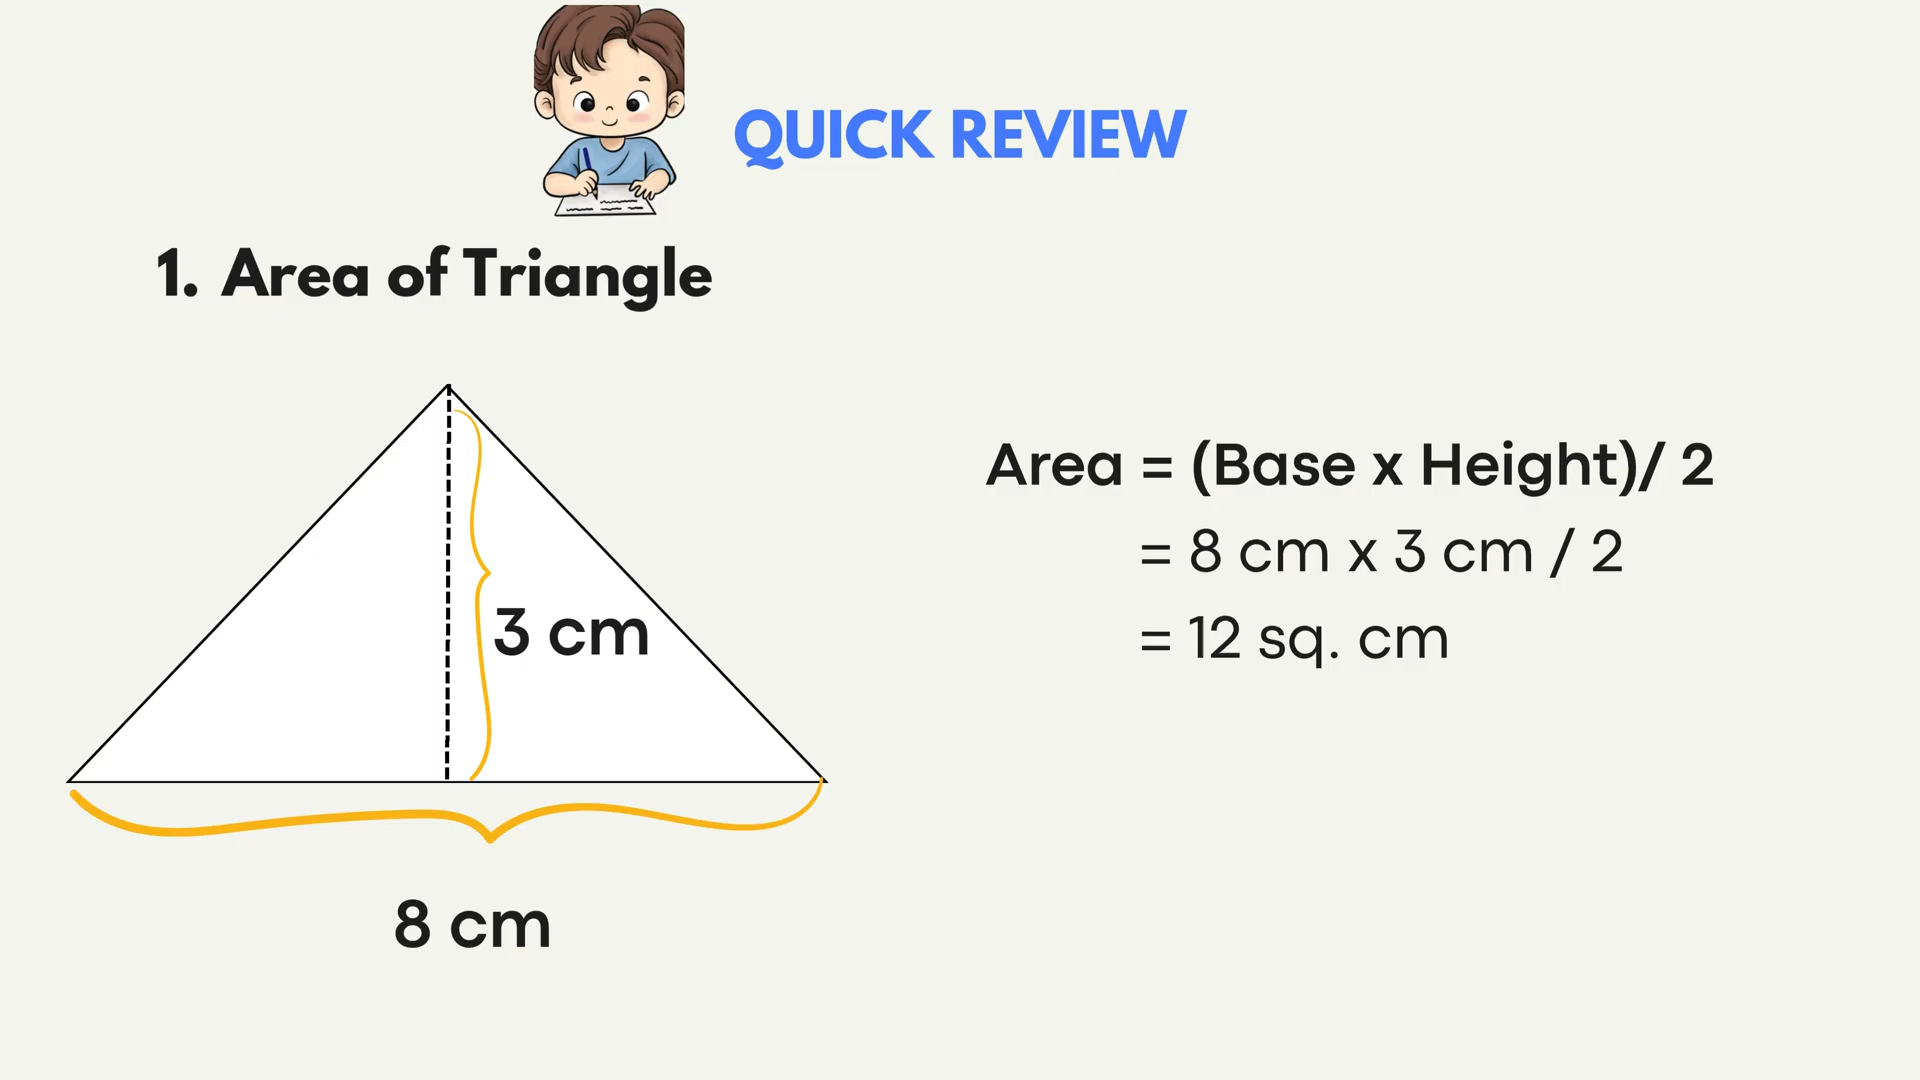 QUICK REVIEW
1. Area of Triangle
Area = (Base x Height)/ 2
= 8 cm x 3 cm / 2
3 cm
= 12 sq. cm
8 cm